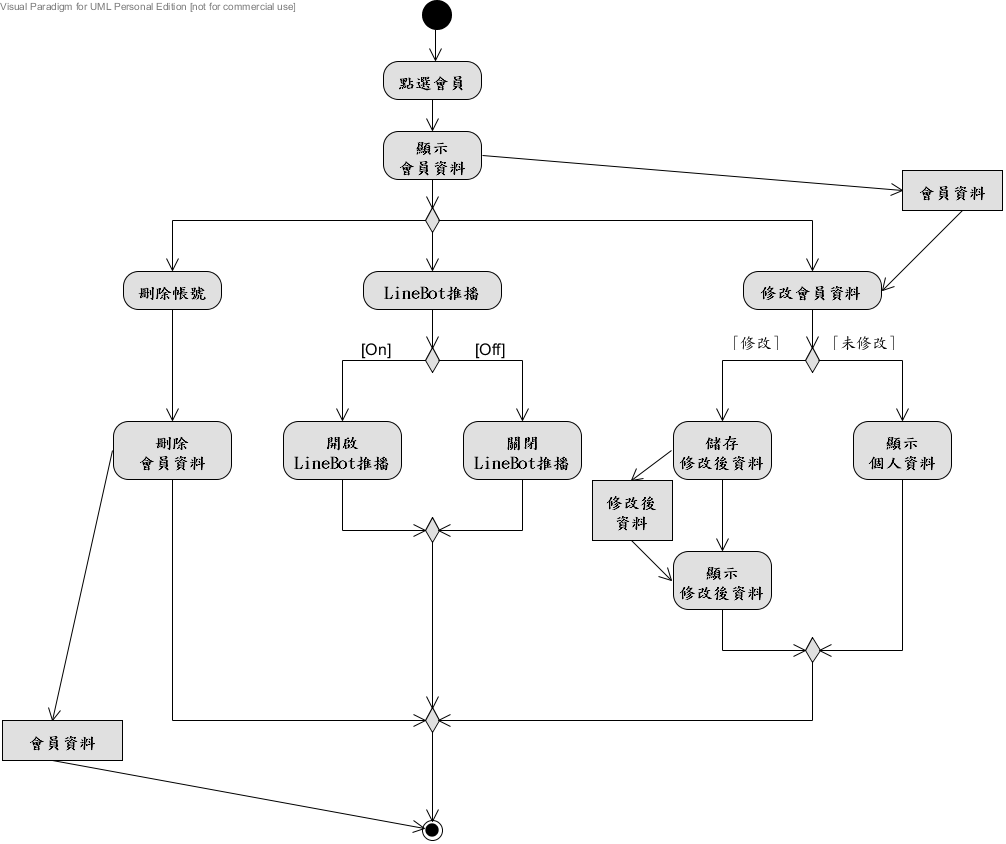 Visual Paradigm for UML Personal Edition [not for commercial use]
點選會員
顯示
會員資料
會員資料
刪除帳號
LineBot推播
修改會員資料
[On]
[Off]
「修改」
「未修改」
刪除
會員資料
開啟
LineBot推播
關閉
LineBot推播
儲存
修改後資料
顯示
個人資料
修改後
資料
顯示
修改後資料
會員資料